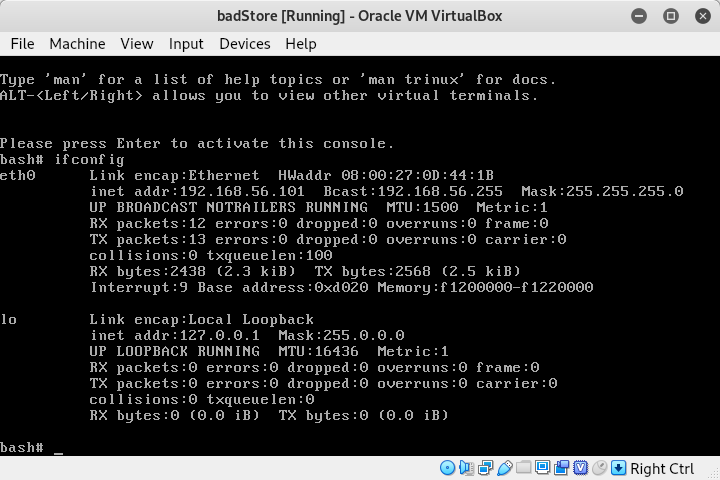 badStore [Running] - Oracle VM VirtualBox
File Machine View Input Devices Help
Type 'man' for a list of help topics or 'man trinux' for docs.
ALT-<Left/Right> allows you to view other virtual terminals.
Please press Enter to activate this console.
bash# ifconfig
eth0 Link encap:Ethernet HWaddr 08:00:27:0D:44:1B
inet addr:192.168.56.101 Bcast:192.168.56.255 Mask:255.255.255.0
UP BROADCAST NOTRAILERS RUNNING MTU:1500 Metric:1
RX packets:12 errors:0 dropped:0 overruns:0 frame:0
TX packets:13 errors:0 dropped:0 overruns:0 carrier:0
collisions:0 txqueuelen:100
RX bytes:2438 (2.3 kiB) TX bytes:2568 (2.5 kiB)
Interrupt:9 Base address:0xd020 Memory:f1200000-f1220000
lo Link encap:Local Loopback
inet addr:127.0.0.1 Mask:255.0.0.0
UP LOOPBACK RUNNING MTU:16436 Metric:1
RX packets:0 errors:0 dropped:0 overruns:0 frame:0
TX packets:0 errors:0 dropped:0 overruns:0 carrier:0
collisions:0 txqueuelen:0
RX bytes:0 (0.0 iB) TX bytes:0 (0.0 iB)
bash# _
Right Ctrl